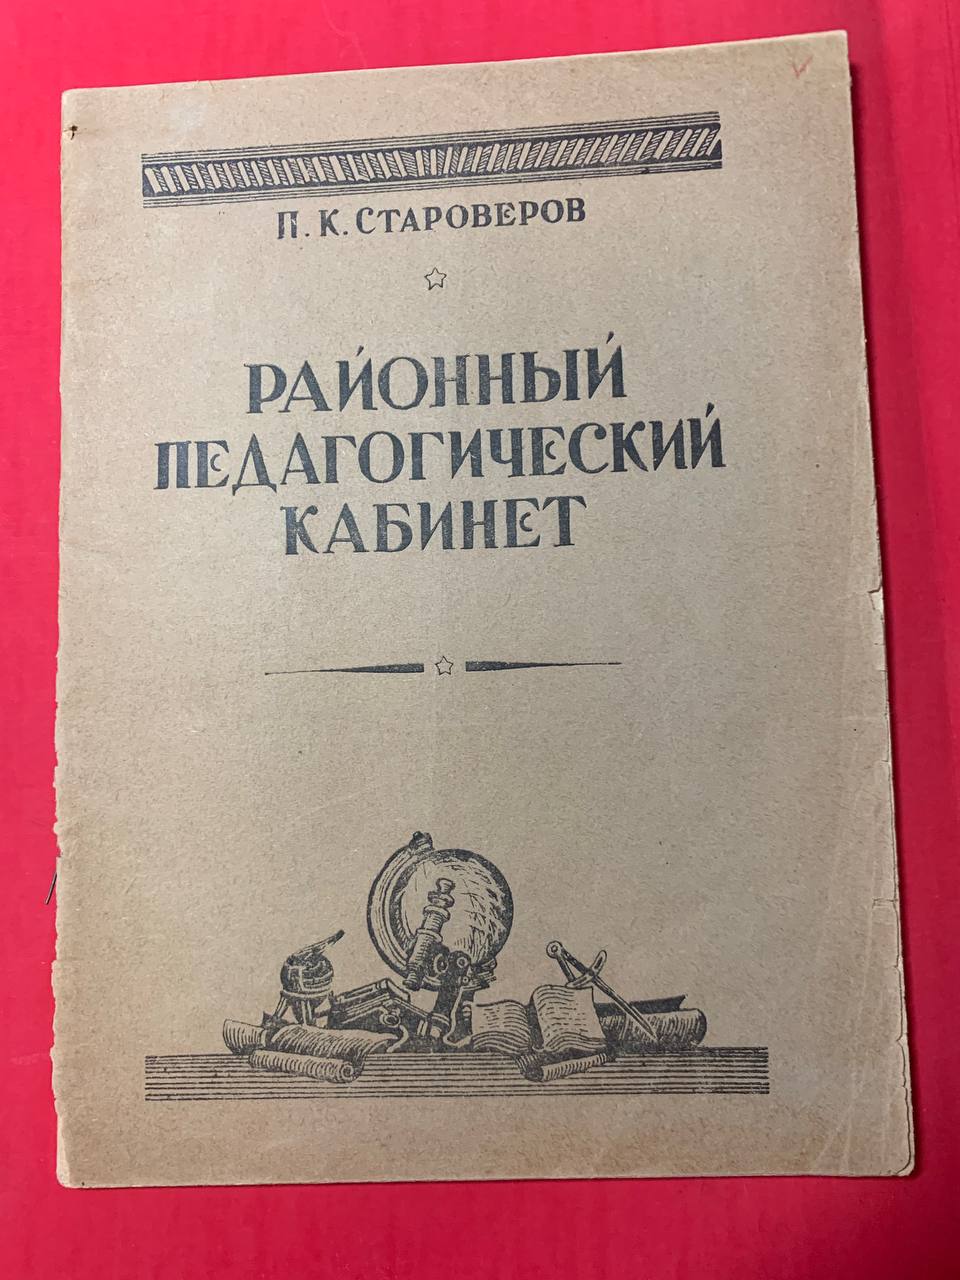 П. К. СТАРОВЕРОВ
РАЙОННЫЙ
ПЕДАГОГИЧЕСКИЙ
КАБИНЕТ